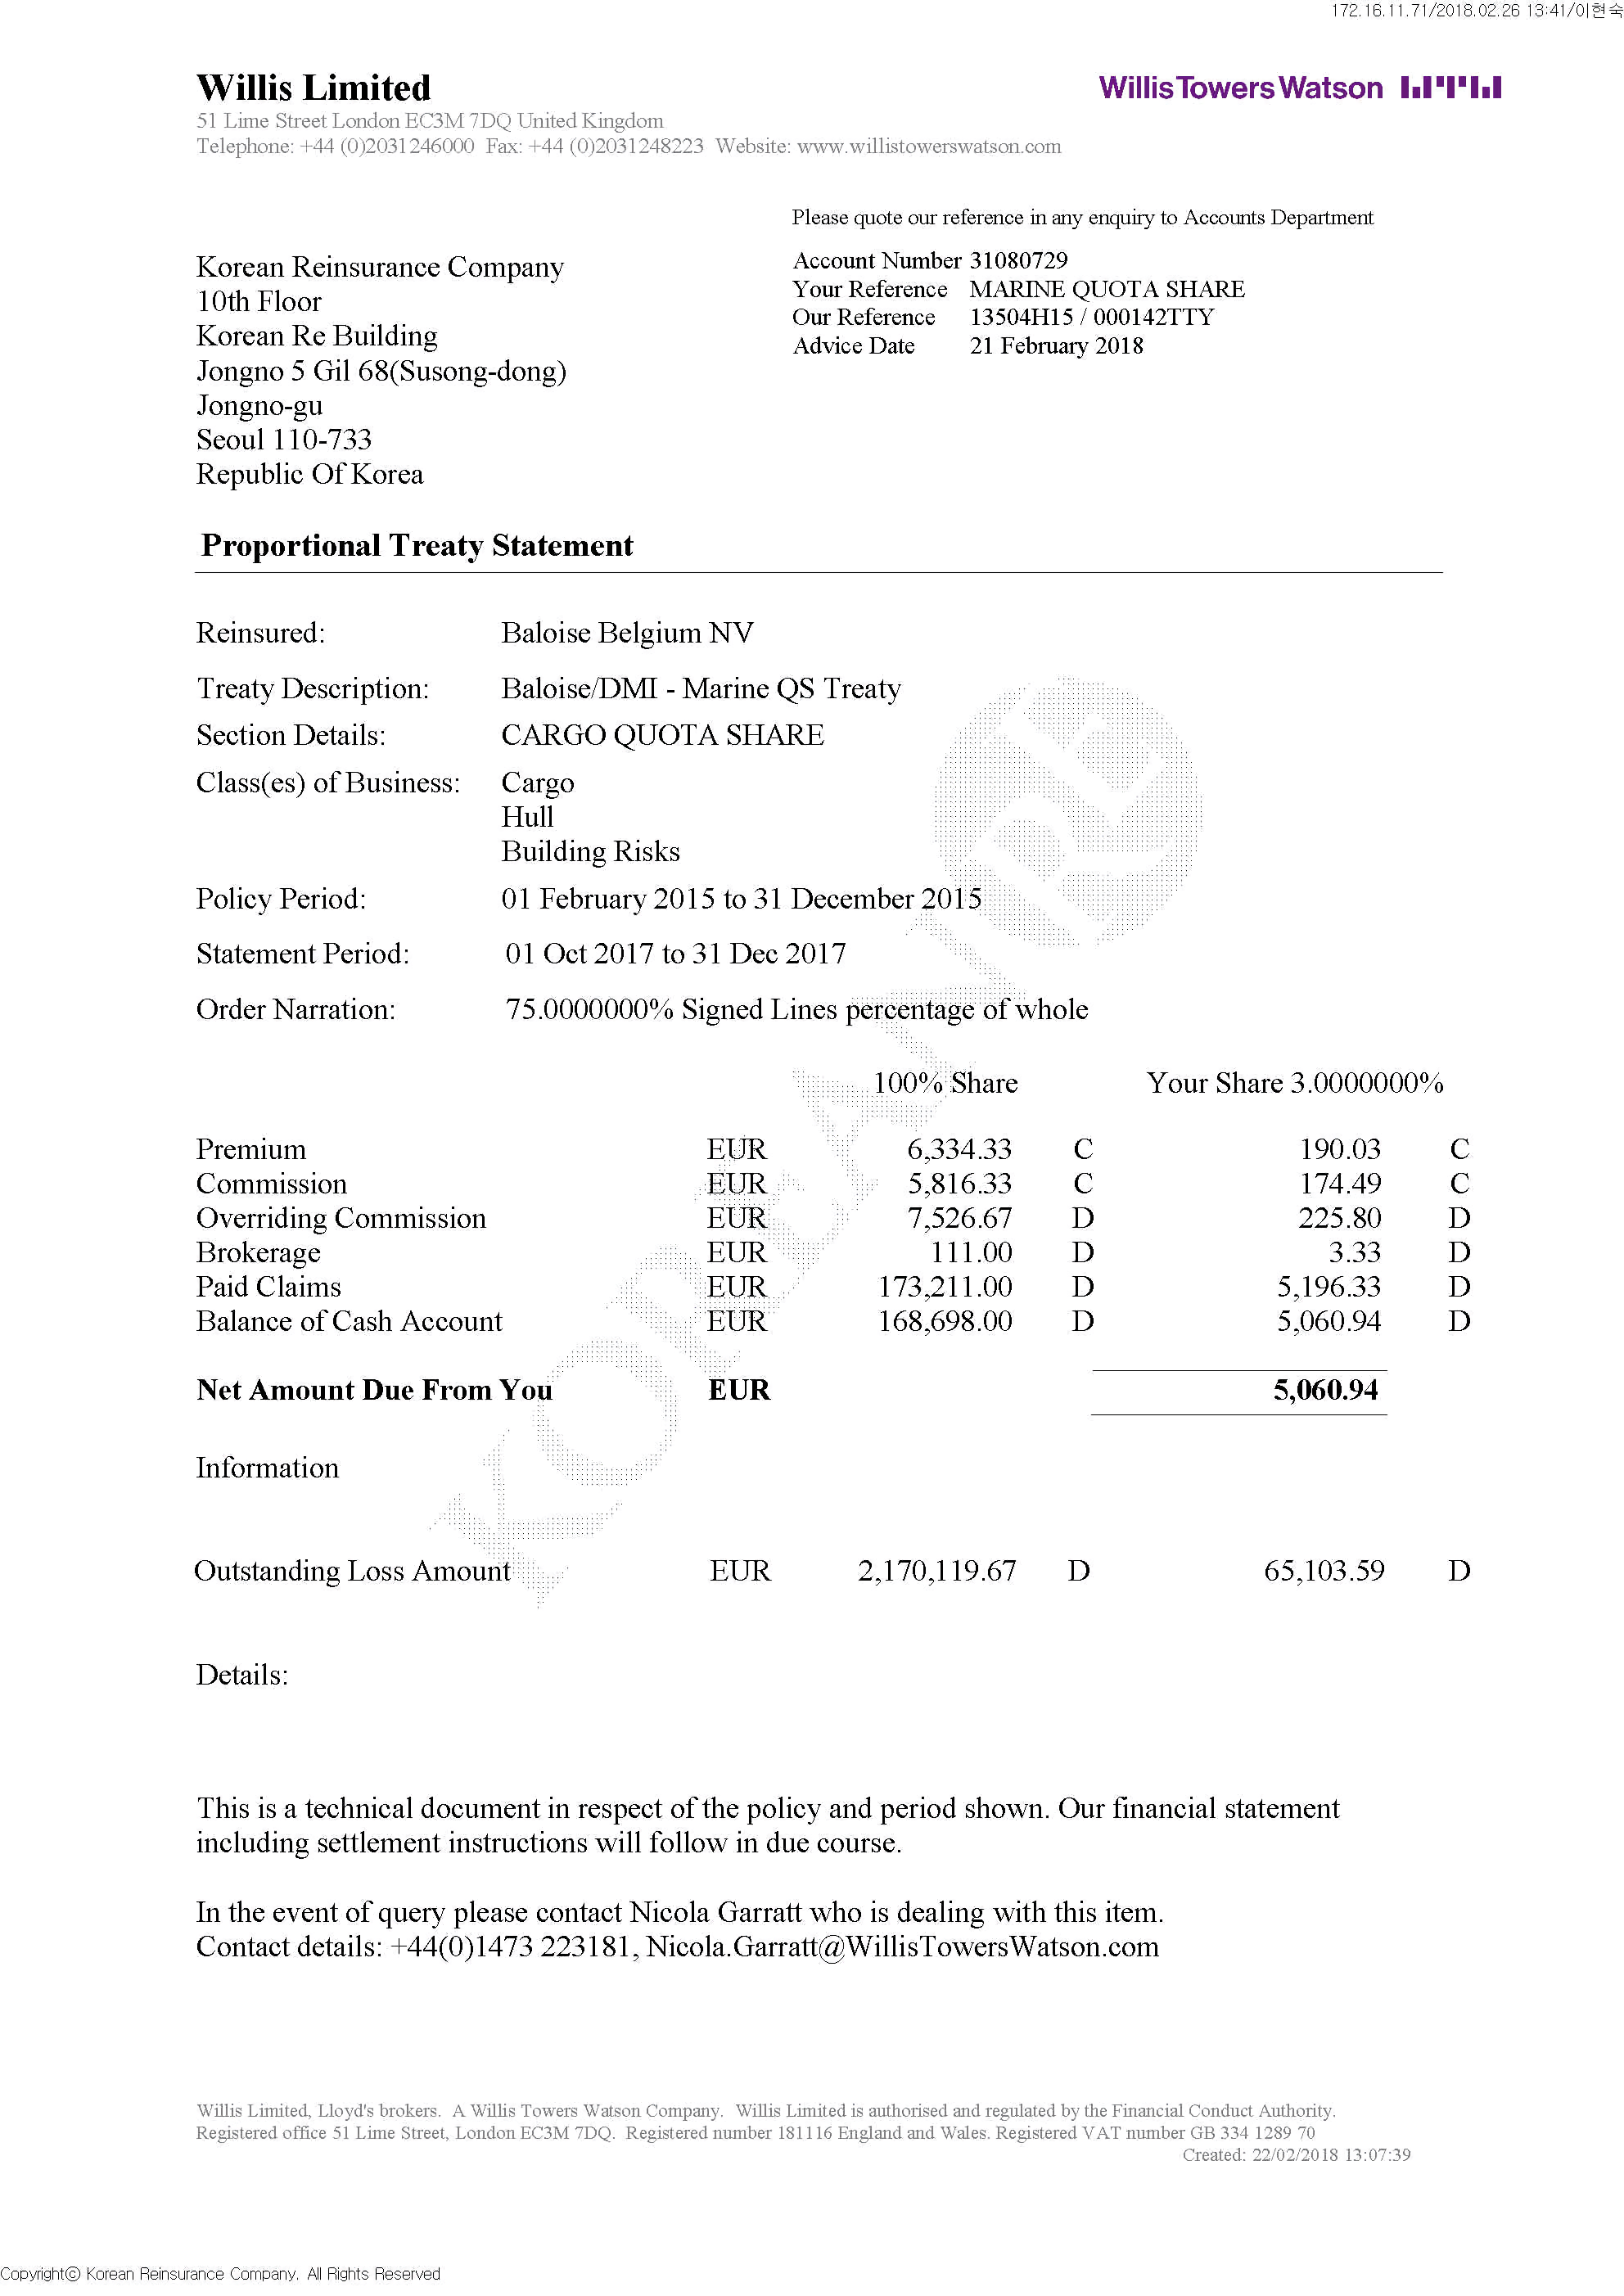 172.16.11.71/2018.02.26 13:41/이현숙
Willis Limited
WillisTowersWatson
51 Lime Street London EC3M 7DQ United Kingdom
Telephone: +44 (0)2031246000 Fax: +44 (0)2031248223 Website: www.willistowerswatson.com
Please quote our reference in any enquiry to Accounts Department
Korean Reinsurance Company
10th Floor
Korean Re Building
Jongno 5 Gil 68(Susong-dong)
Jongno-gu
Seoul 110-733
Republic Of Korea
Account Number 31080729
Your Reference MARINE QUOTA SHARE
Our Reference 13504H15 / 000142TTY
Advice Date 21 February 2018
Proportional Treaty Statement
Reinsured: Baloise Belgium NV
Treaty Description: Baloise/DMI - Marine QS Treaty
Section Details: CARGO QUOTA SHARE
Class(es) of Business: Cargo
Hull
Building Risks
Policy Period: 01 February 2015 to 31 December 2015
Statement Period: 01 Oct 2017 to 31 Dec 2017
Order Narration: 75.0000000% Signed Lines percentage of whole
100% Share Your Share 3.0000000%
Premium EUR 6,334.33 C 190.03 C
Commission EUR 5,816.33 C 174.49 C
Overriding Commission EUR 7,526.67 D 225.80 D
Brokerage EUR 111.00 D 3.33 D
Paid Claims EUR 173,211.00 D 5,196.33 D
Balance of Cash Account EUR 168,698.00 D 5,060.94 D
Net Amount Due From You EUR 5,060.94
Information
Outstanding Loss Amount EUR 2,170,119.67 D 65,103.59 D
Details:
This is a technical document in respect of the policy and period shown. Our financial statement
including settlement instructions will follow in due course.
In the event of query please contact Nicola Garratt who is dealing with this item.
Contact details: +44(0)1473 223181, Nicola.Garratt@WillisTowersWatson.com
Willis Limited, Lloyd's brokers. A Willis Towers Watson Company. Willis Limited is authorised and regulated by the Financial Conduct Authority.
Registered office 51 Lime Street, London EC3M 7DQ. Registered number 181116 England and Wales. Registered VAT number GB 334 1289 70
Created: 22/02/2018 13:07:39
KOREAN RE
Copyrightⓒ Korean Reinsurance Company. All Rights Reserved